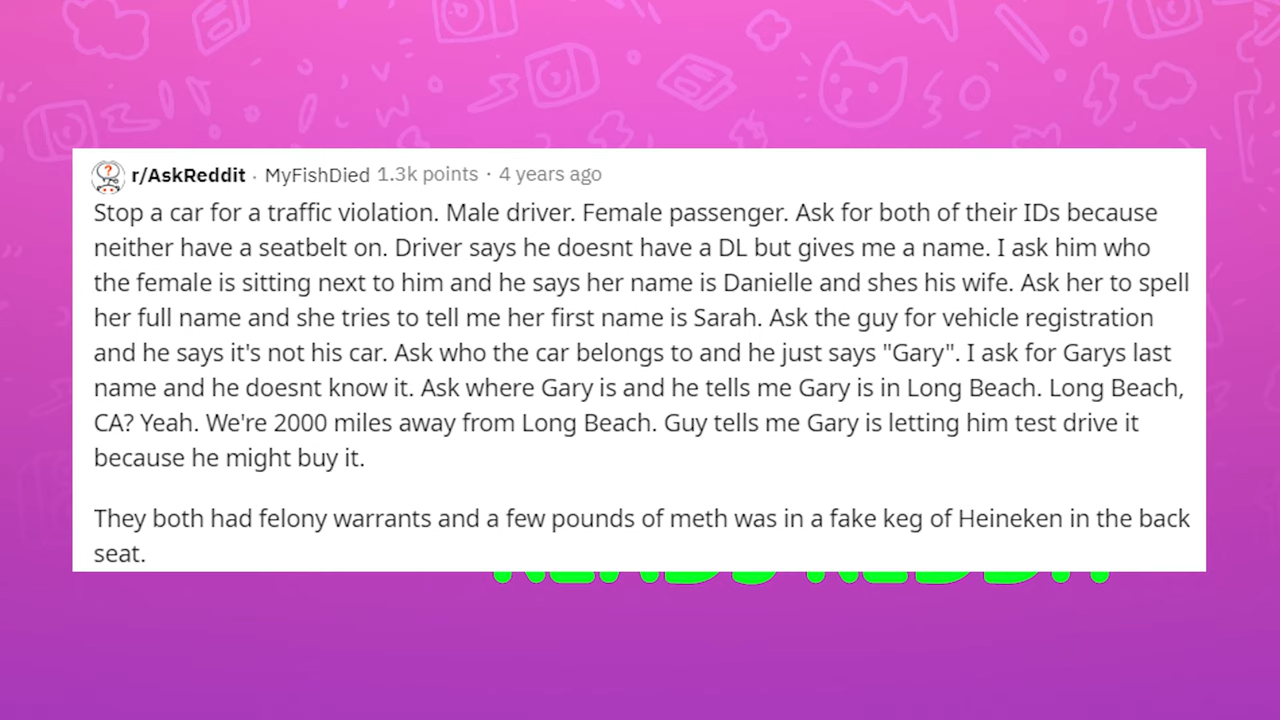 r/AskReddit · MyFishDied 1.3k points · 4 years ago
Stop a car for a traffic violation. Male driver. Female passenger. Ask for both of their IDs because
neither have a seatbelt on. Driver says he doesnt have a DL but gives me a name. I ask him who
the female is sitting next to him and he says her name is Danielle and shes his wife. Ask her to spell
her full name and she tries to tell me her first name is Sarah. Ask the guy for vehicle registration
and he says it's not his car. Ask who the car belongs to and he just says "Gary". I ask for Garys last
name and he doesnt know it. Ask where Gary is and he tells me Gary is in Long Beach. Long Beach,
CA? Yeah. We're 2000 miles away from Long Beach. Guy tells me Gary is letting him test drive it
because he might buy it.
They both had felony warrants and a few pounds of meth was in a fake keg of Heineken in the back
seat.